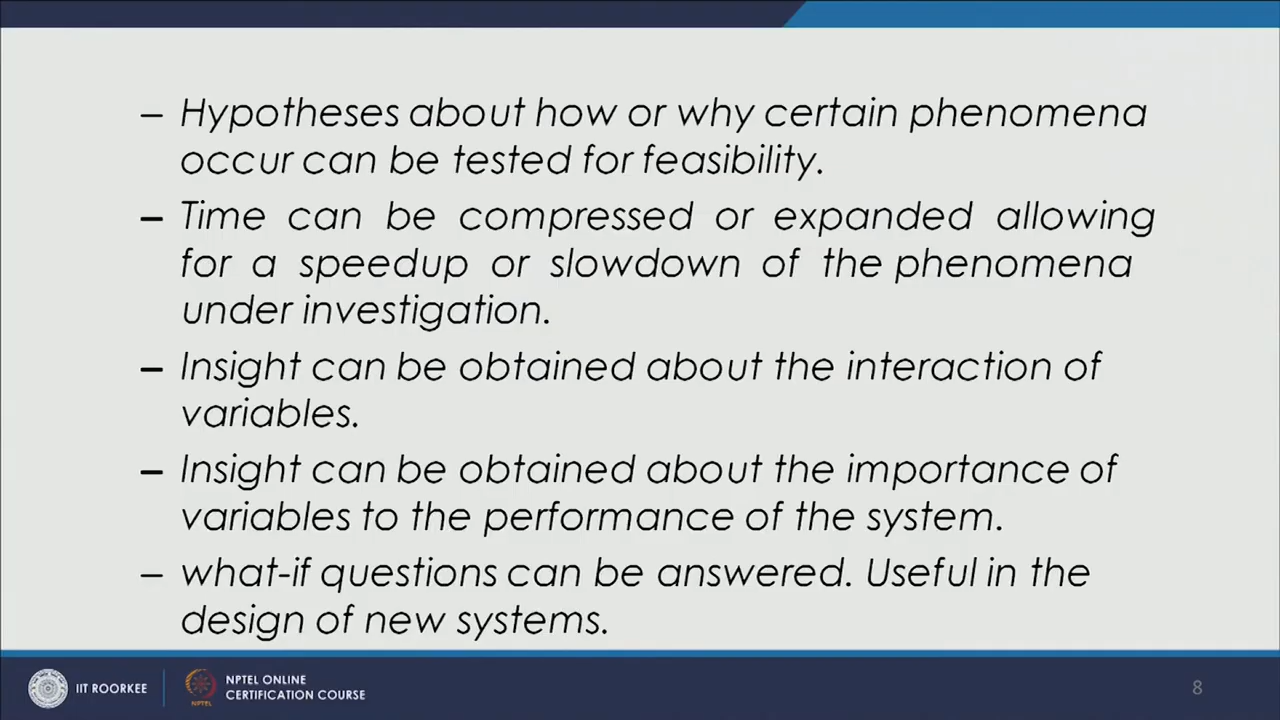 – Hypotheses about how or why certain phenomena
occur can be tested for feasibility.
– Time can be compressed or expanded allowing
for a speedup or slowdown of the phenomena
under investigation.
– Insight can be obtained about the interaction of
variables.
– Insight can be obtained about the importance of
variables to the performance of the system.
– what-if questions can be answered. Useful in the
design of new systems.
IIT ROORKEE
NPTEL
NPTEL ONLINE
CERTIFICATION COURSE
8